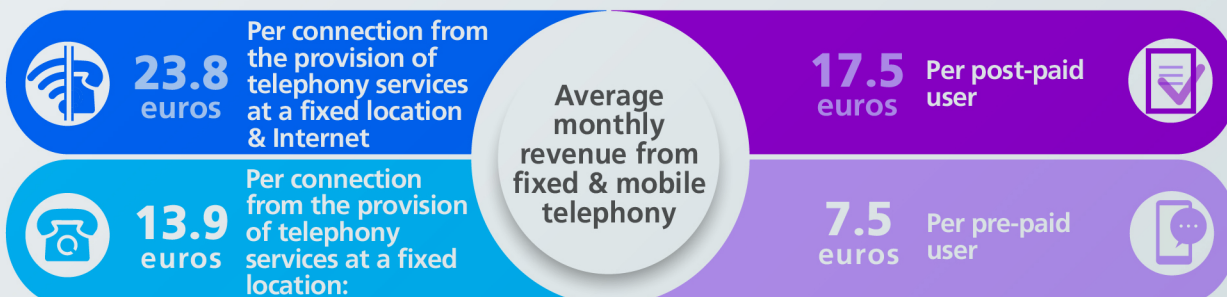 23.8
euros
Per connection from
the provision of
telephony services
at a fixed location
& Internet
13.9
euros
Per connection
from the provision
of telephony
services at a fixed
location:
Average
monthly
revenue from
fixed & mobile
telephony
17.5
euros
Per post-paid
user
7.5
euros
Per pre-paid
user